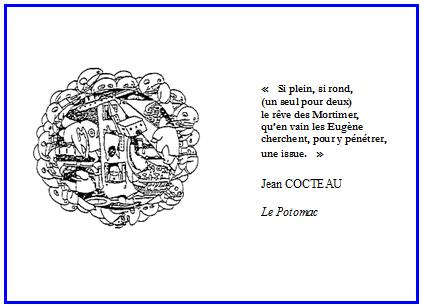 « Si plein, si rond,
(un seul pour deux)
le rêve des Mortimer,
qu'en vain les Eugène
cherchent, pour y pénétrer,
une issue. »
Jean COCTEAU
Le Potomac